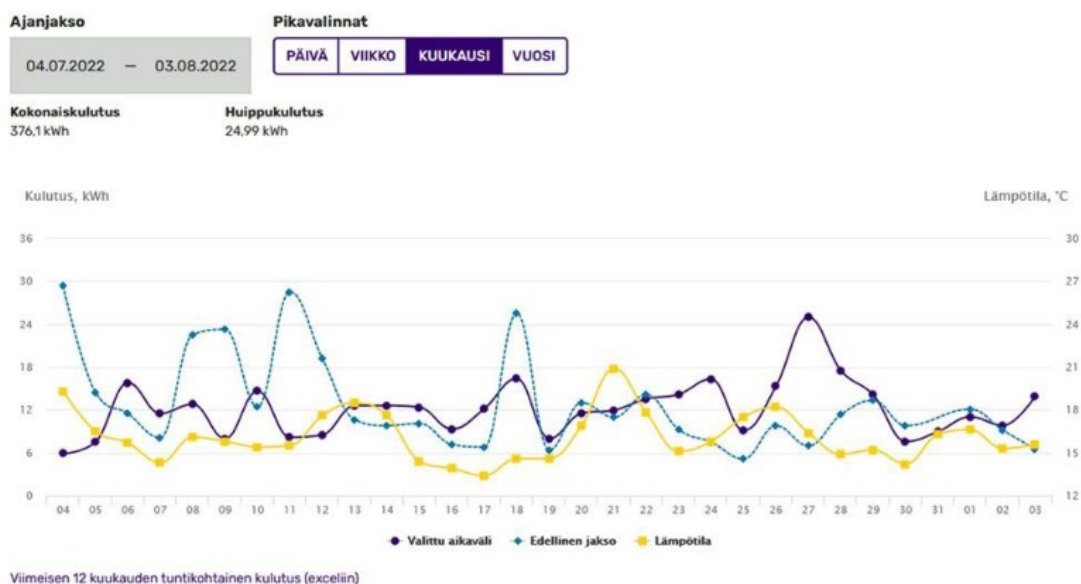 Ajanjakso Pikavalinnat
04.07.2022 – 03.08.2022 PÄIVÄ VIIKKO KUUKAUSI VUOSI
Kokonaiskulutus Huippukulutus
376,1 kWh 24,99 kWh
Kulutus, kWh Lämpötila, °C
36 30
30 27
24 24
18 21
12 18
6 15
0 12
04 05 06 07 08 09 10 11 12 13 14 15 16 17 18 19 20 21 22 23 24 25 26 27 28 29 30 31 01 02 03
Valittu aikaväli Edellinen jakso Lämpötila
Viimeisen 12 kuukauden tuntikohtainen kulutus (exceliin)